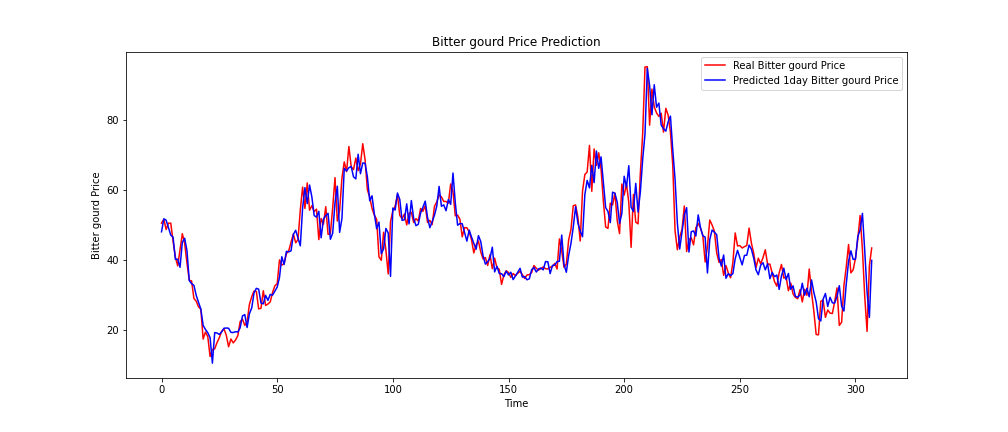 Bitter gourd Price Prediction
Real Bitter gourd Price
Predicted 1day Bitter gourd Price
Bitter gourd Price
80
60
40
20
0
50
100
150
200
250
300
Time